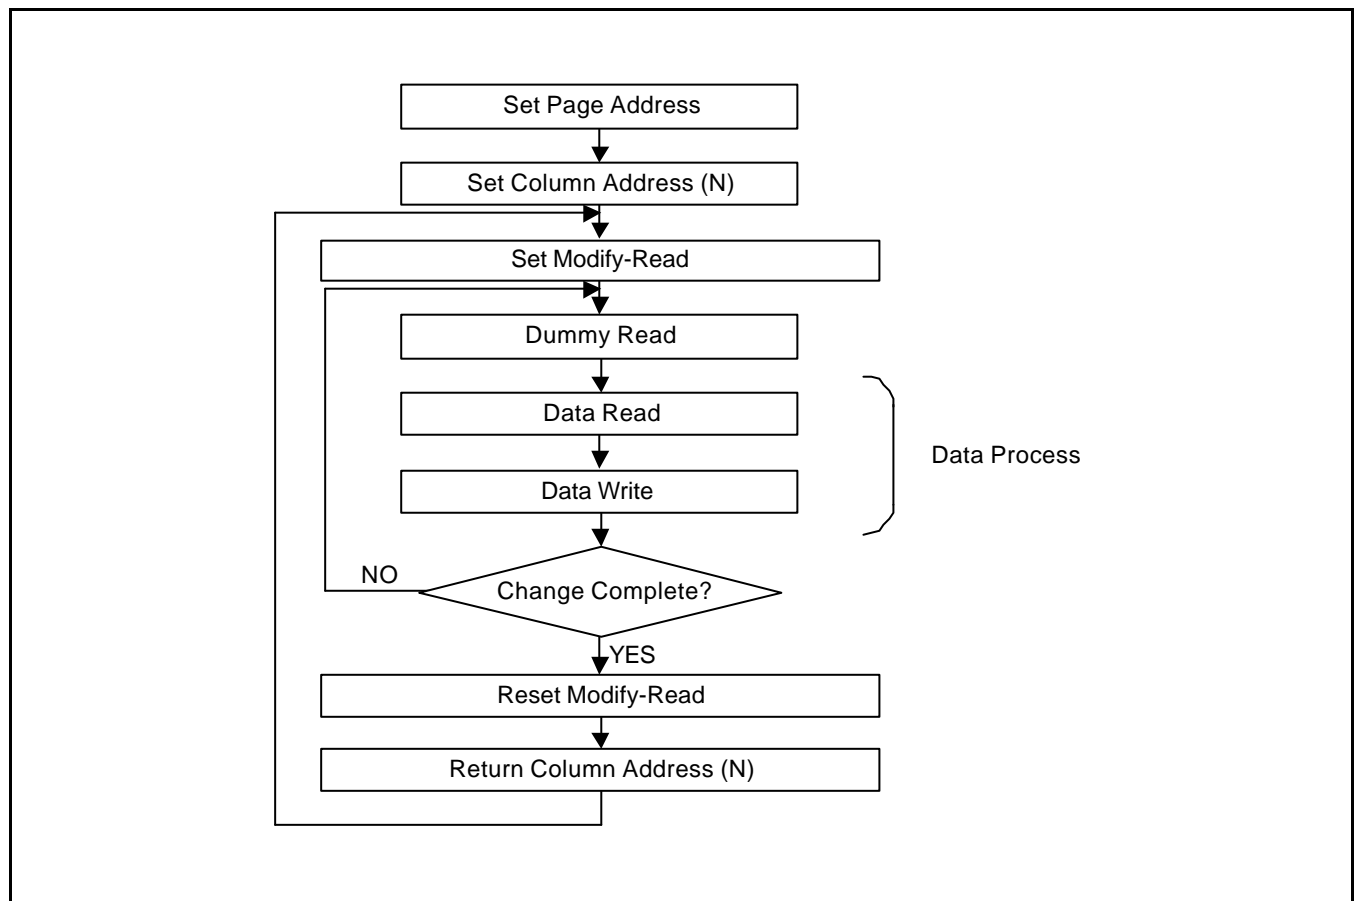 Set Page Address
Set Column Address (N)
Set Modify-Read
Dummy Read
Data Read
Data Process
Data Write
NO
Change Complete?
YES
Reset Modify-Read
Return Column Address (N)